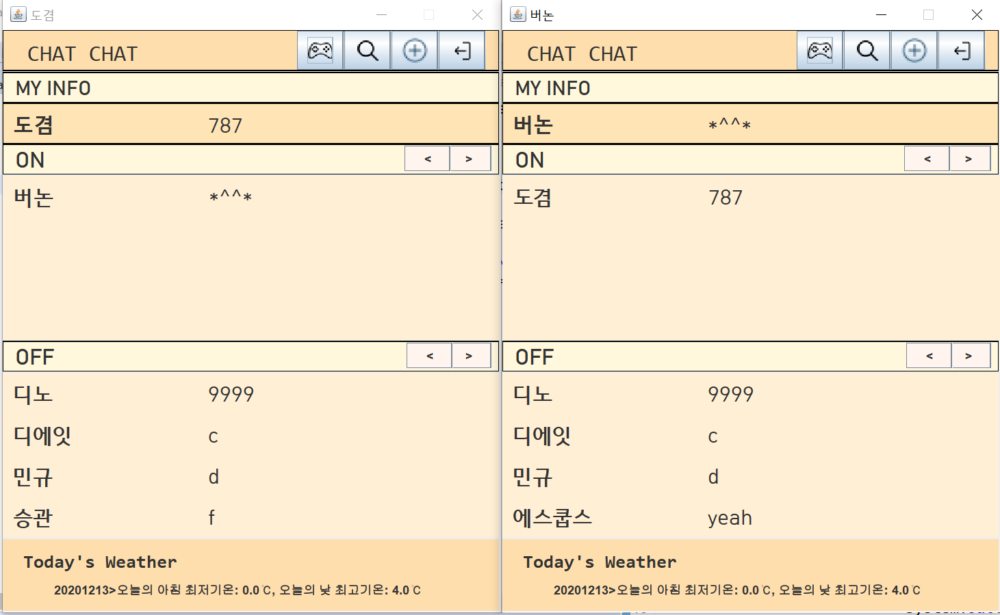 도겸
CHAT CHAT
MY INFO
도겸 787
ON < >
버논 *^^*
OFF < >
디노 9999
디에잇 c
민규 d
승관 f
Today's Weather
20201213>오늘의 아침 최저기온: 0.0℃, 오늘의 낮 최고기온: 4.0℃
버논
CHAT CHAT
MY INFO
버논 *^^*
ON < >
도겸 787
OFF < >
디노 9999
디에잇 c
민규 d
에스쿱스 yeah
Today's Weather
20201213>오늘의 아침 최저기온: 0.0℃, 오늘의 낮 최고기온: 4.0℃